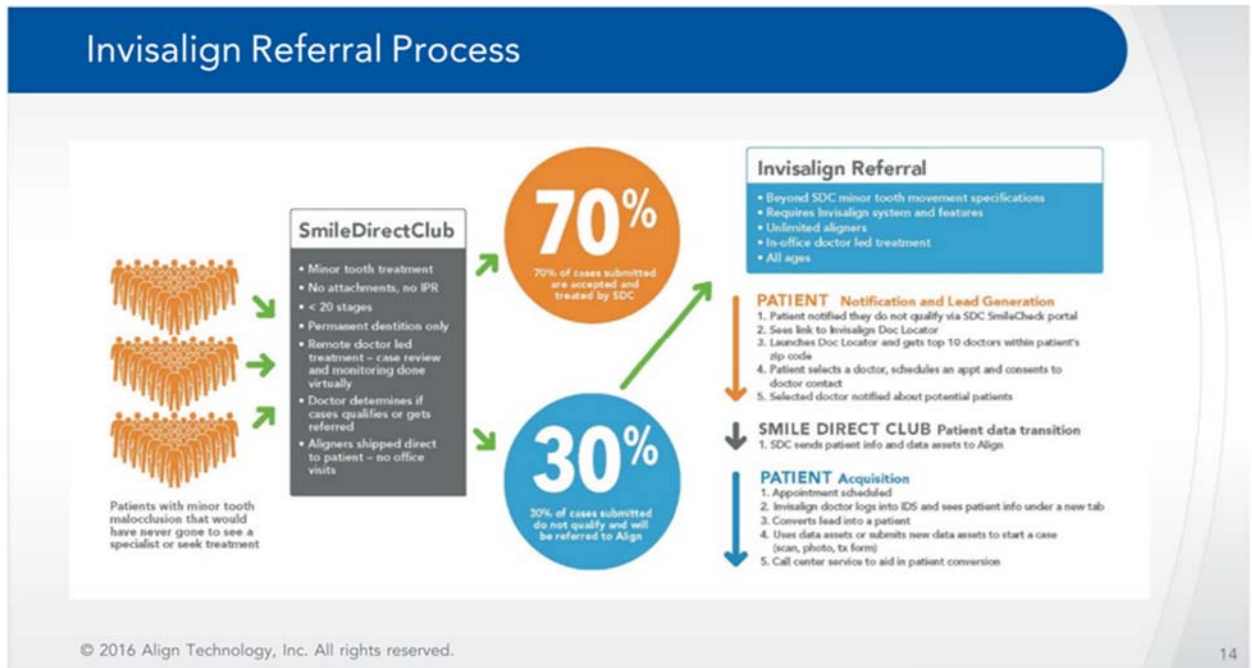 Invisalign Referral Process
Patients with minor tooth
malocclusion that would
have never gone to see a
specialist or seek treatment
SmileDirectClub
• Minor tooth treatment
• No attachments, no IPR
• < 20 stages
• Permanent dentition only
• Remote doctor led
treatment – case review
and monitoring done
virtually
• Doctor determines if
cases qualifies or gets
referred
• Aligners shipped direct
to patient – no office
visits
70%
70% of cases submitted
are accepted and
treated by SDC
30%
30% of cases submitted
do not qualify and will
be referred to Align
Invisalign Referral
• Beyond SDC minor tooth movement specifications
• Requires Invisalign system and features
• Unlimited aligners
• In-office doctor led treatment
• All ages
PATIENT Notification and Lead Generation
1. Patient notified they do not qualify via SDC SmileCheck portal
2. Sees link to Invisalign Doc Locator
3. Launches Doc Locator and gets top 10 doctors within patient's
zip code
4. Patient selects a doctor, schedules an appt and consents to
doctor contact
5. Selected doctor notified about potential patients
SMILE DIRECT CLUB Patient data transition
1. SDC sends patient info and data assets to Align
PATIENT Acquisition
1. Appointment scheduled
2. Invisalign doctor logs into IDS and sees patient info under a new tab
3. Converts lead into a patient
4. Uses data assets or submits new data assets to start a case
(scan, photo, tx form)
5. Call center service to aid in patient conversion
© 2016 Align Technology, Inc. All rights reserved.
14